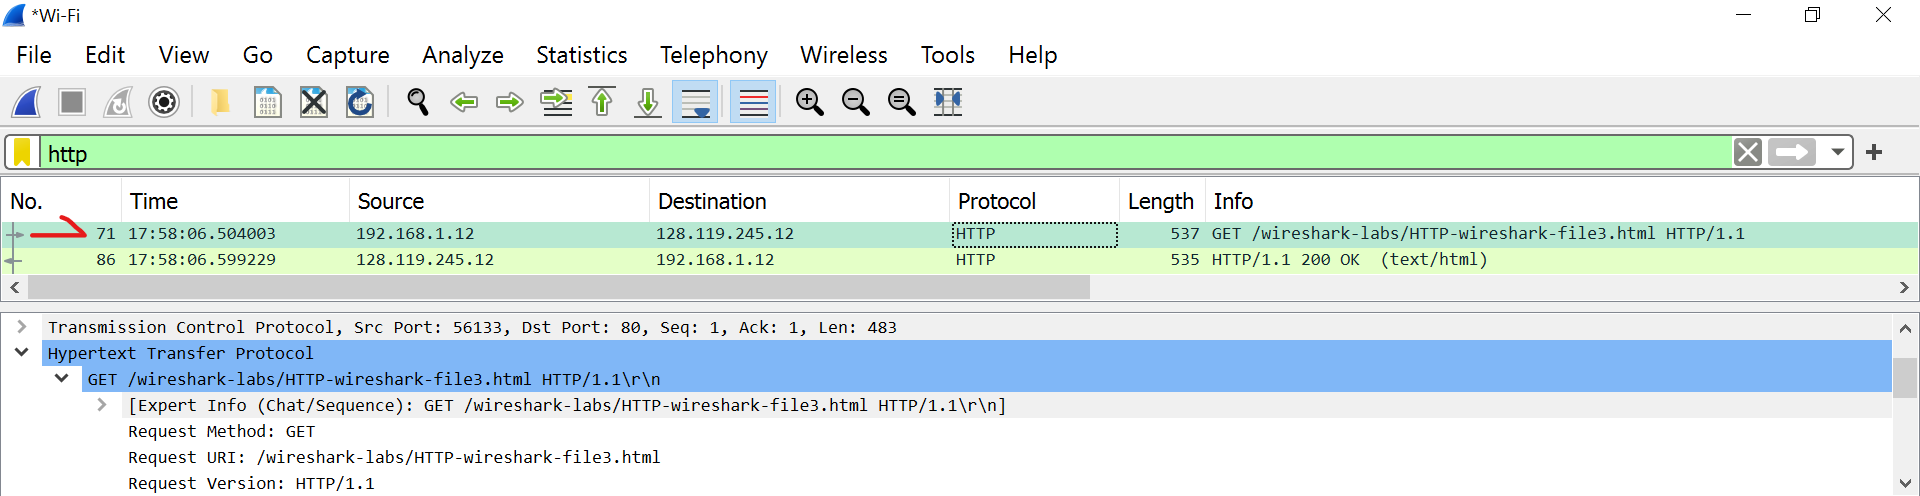 *Wi-Fi
File Edit View Go Capture Analyze Statistics Telephony Wireless Tools Help
http
No. Time Source Destination Protocol Length Info
71 17:58:06.504003 192.168.1.12 128.119.245.12 HTTP 537 GET /wireshark-labs/HTTP-wireshark-file3.html HTTP/1.1
86 17:58:06.599229 128.119.245.12 192.168.1.12 HTTP 535 HTTP/1.1 200 OK (text/html)
Transmission Control Protocol, Src Port: 56133, Dst Port: 80, Seq: 1, Ack: 1, Len: 483
Hypertext Transfer Protocol
GET /wireshark-labs/HTTP-wireshark-file3.html HTTP/1.1\r\n
[Expert Info (Chat/Sequence): GET /wireshark-labs/HTTP-wireshark-file3.html HTTP/1.1\r\n]
Request Method: GET
Request URI: /wireshark-labs/HTTP-wireshark-file3.html
Request Version: HTTP/1.1